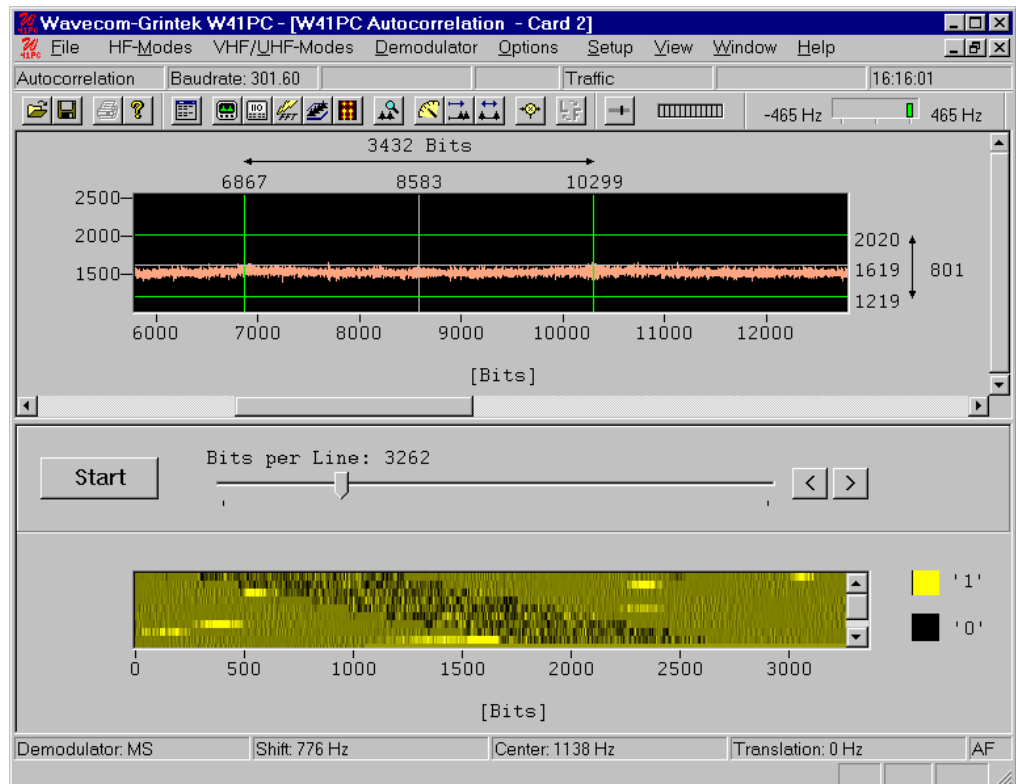 Wavecom-Grintek W41PC - [W41PC Autocorrelation - Card 2]
File HF-Modes VHF/UHF-Modes Demodulator Options Setup View Window Help
Autocorrelation Baudrate: 301.60 Traffic 16:16:01
-465 Hz 465 Hz
3432 Bits
6867 8583 10299
2500
2000
1500
2020
1619 801
1219
6000 7000 8000 9000 10000 11000 12000
[Bits]
Start
Bits per Line: 3262
< >
'1'
'0'
0 500 1000 1500 2000 2500 3000
[Bits]
Demodulator: MS Shift: 776 Hz Center: 1138 Hz Translation: 0 Hz AF